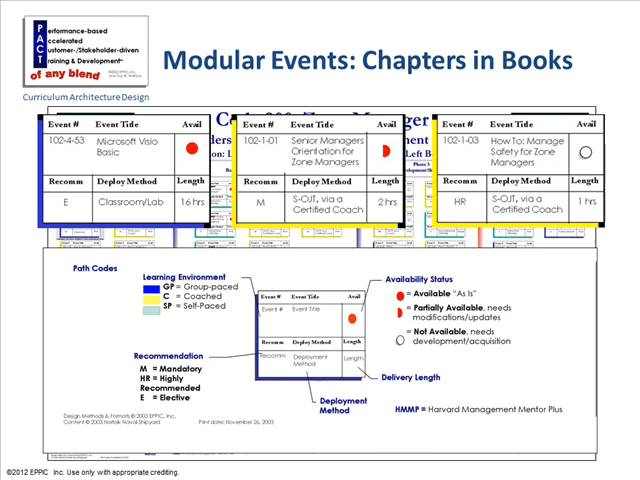 PACT
Performance-based
Accelerated
Customer-/Stakeholder-driven
Training & Development℠
of any blend
Modular Events: Chapters in Books
Curriculum Architecture Design
Event # Event Title Avail
102-4-53 Microsoft Visio Basic
Recomm Deploy Method Length
E Classroom/Lab 16 hrs
Event # Event Title Avail
102-1-01 Senior Managers Orientation for Zone Managers
Recomm Deploy Method Length
M S-OJT, via a Certified Coach 2 hrs
Event # Event Title Avail
102-1-03 How To: Manage Safety for Zone Managers
Recomm Deploy Method Length
HR S-OJT, via a Certified Coach 1 hrs
Path Codes
Learning Environment
GP = Group-paced
C = Coached
SP = Self-Paced
Recommendation
M = Mandatory
HR = Highly
Recommended
E = Elective
Event # Event Title Avail
Event # Event Title
Recomm Deploy Method Length
Recomm Deployment Method Length
Deployment
Method
Availability Status
= Available "As Is"
= Partially Available, needs
modifications/updates
= Not Available, needs
development/acquisition
Delivery Length
HMMP = Harvard Management Mentor Plus
Design Methods & Formats © 2003 EPPIC, Inc.
Content © 2003 Norfolk Naval Shipyard Print date: November 26, 2003
©2012 EPPIC Inc. Use only with appropriate crediting.